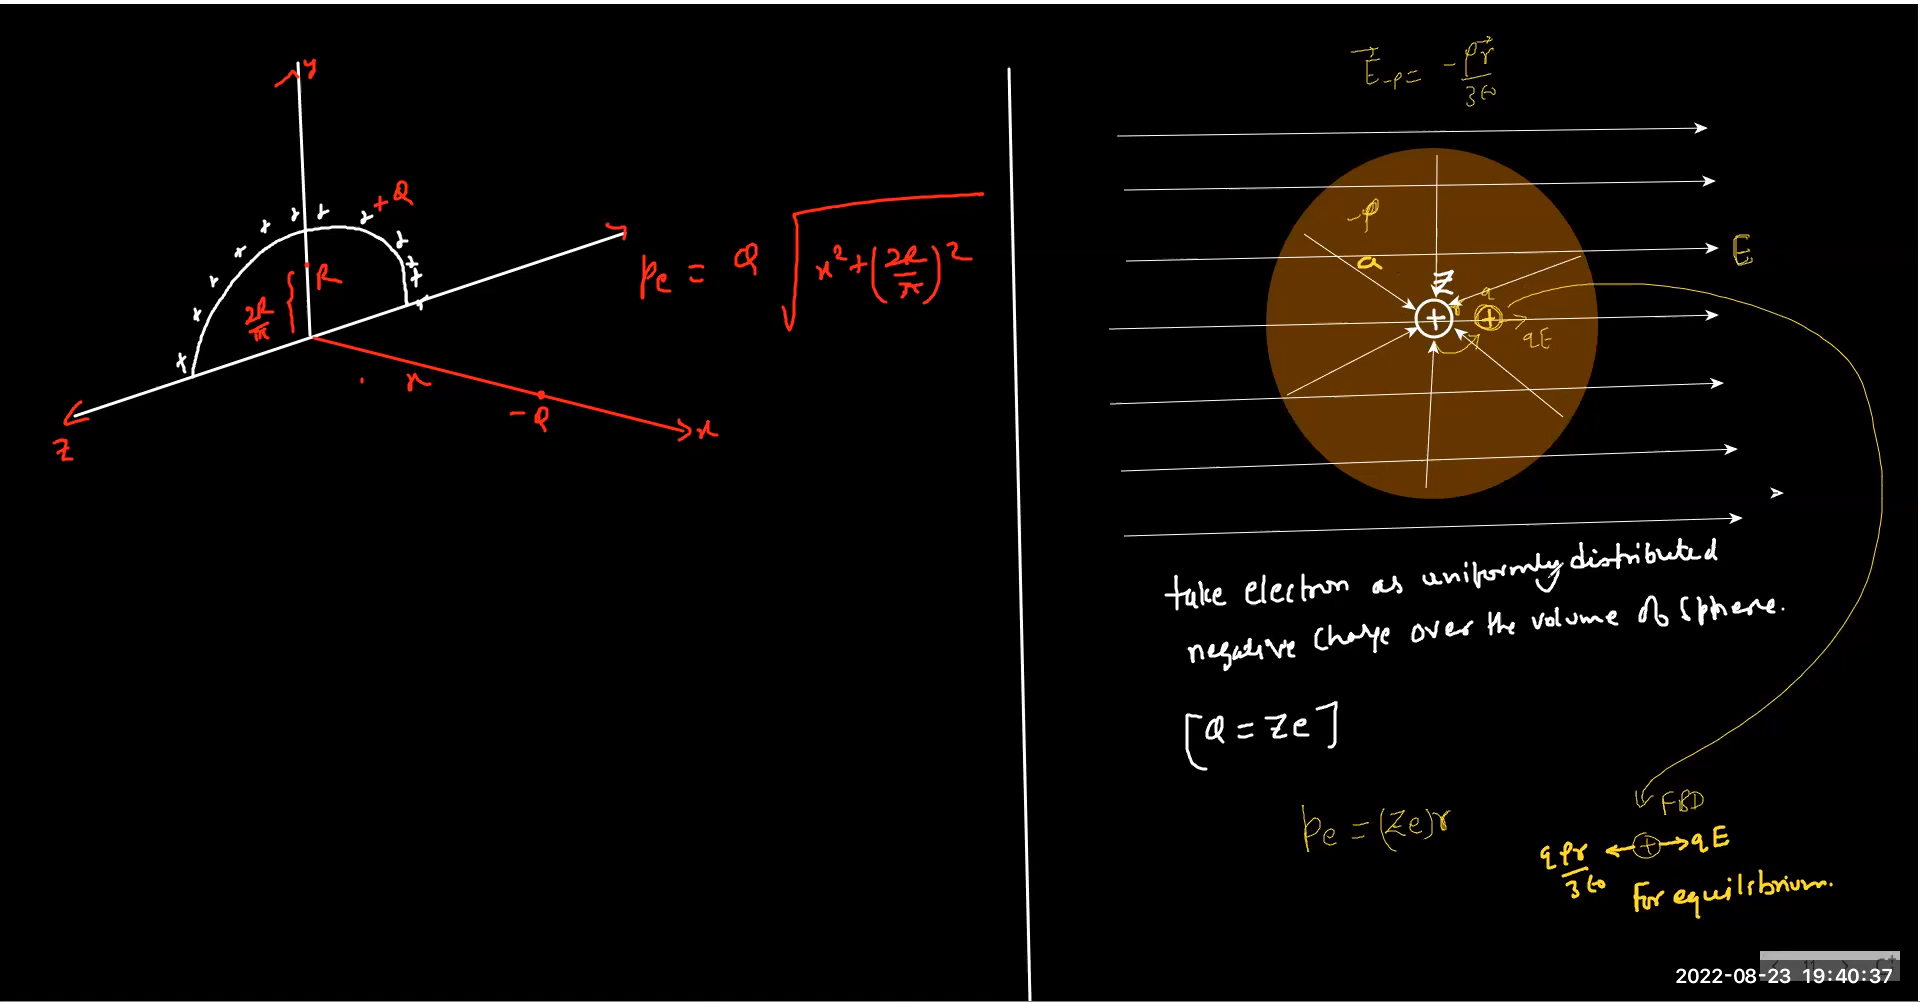 y
+Q
R
2R/π
x
-Q
x
z
pe = Q √(x² + (2R/π)²)
E⃗-ρ = -ρr⃗/3ε₀
-ρ
a
Z
q
r
qE
E
take electron as uniformly distributed
negative charge over the volume of sphere.
[Q = Ze]
pe = (Ze)r
FBD
qρr/3ε₀
qE
For equilibrium.
2022-08-23 19:40:37